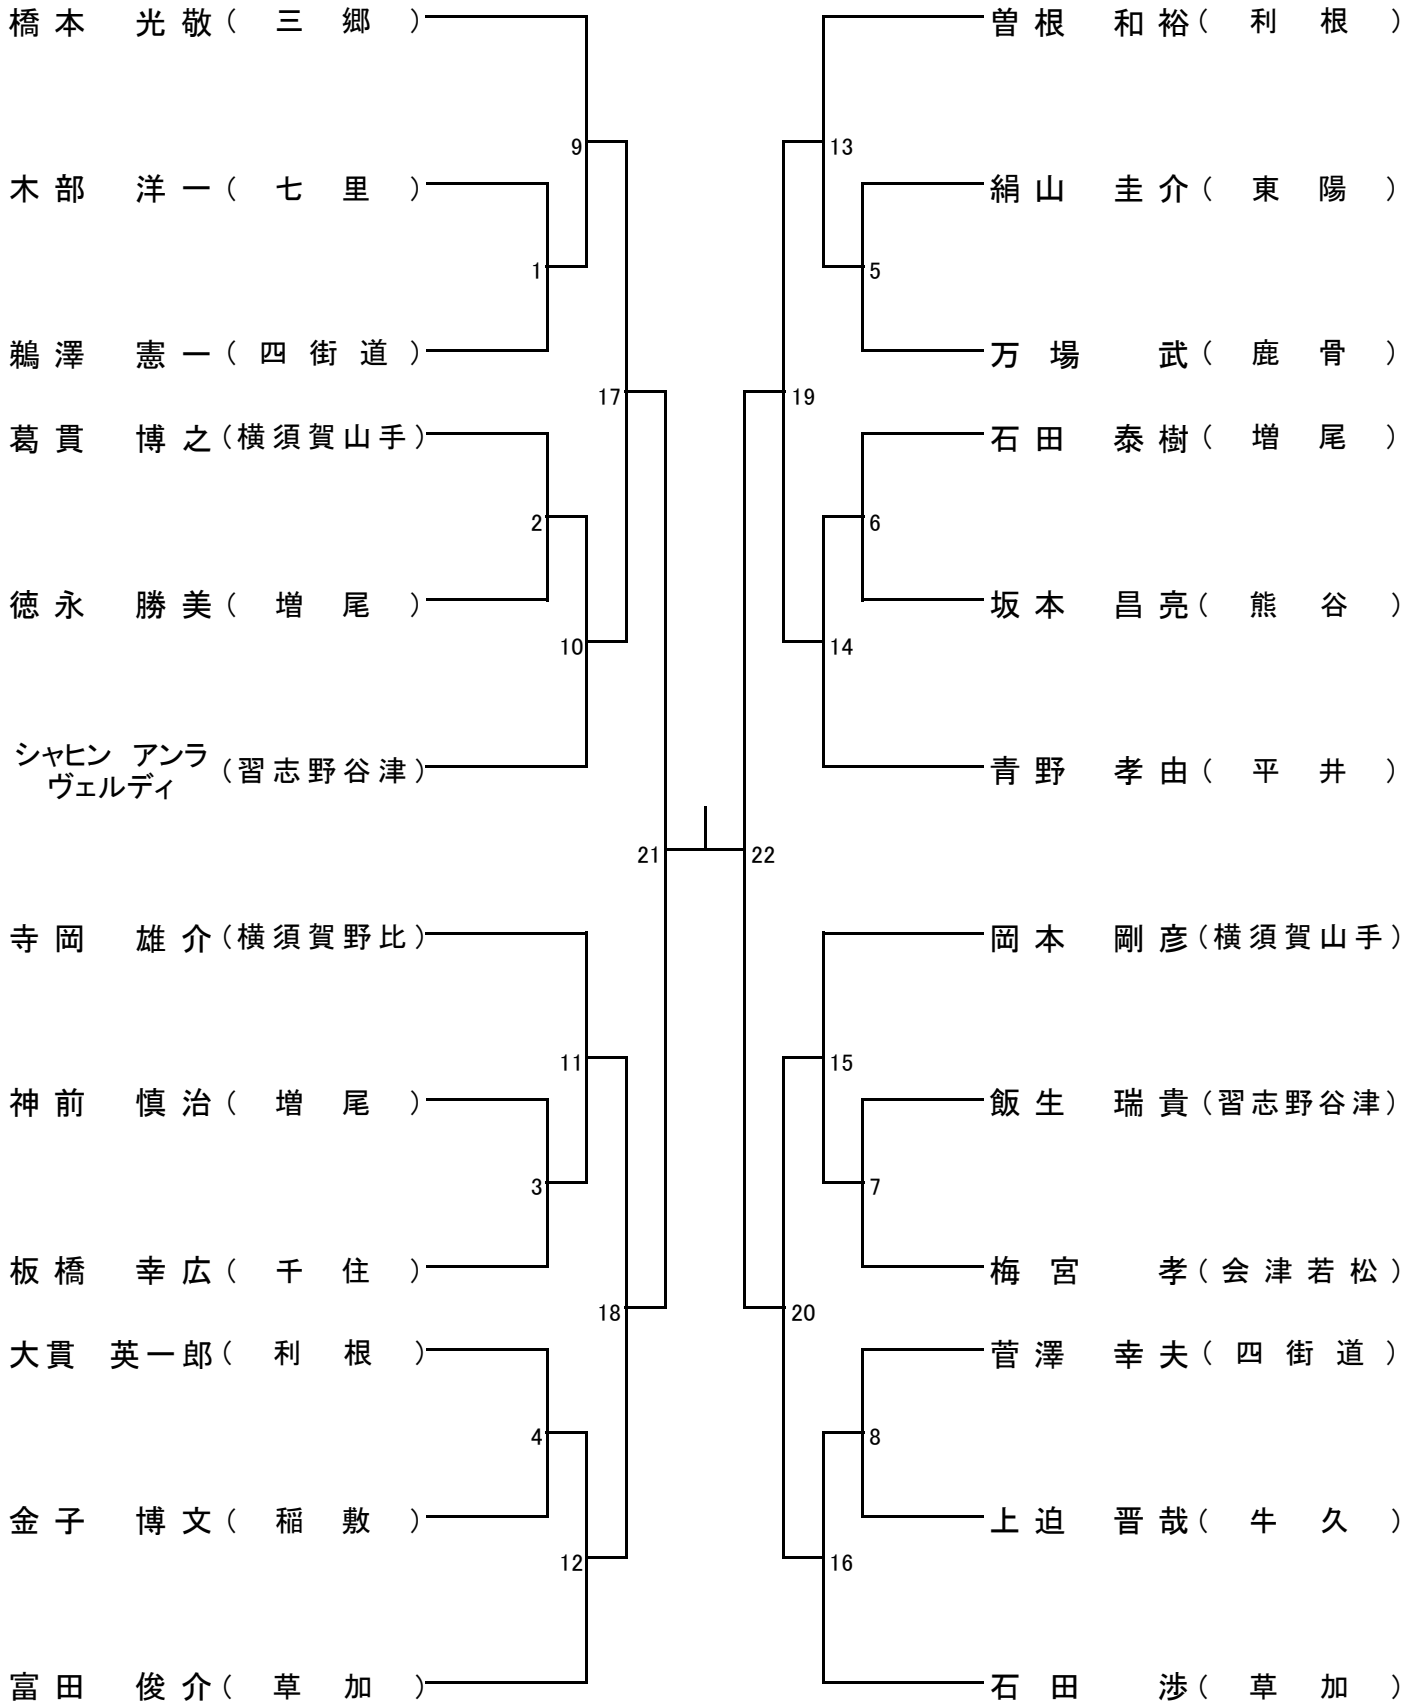 橋本 光敬（三郷）
9
木部 洋一（七里）
1
鵜澤 憲一（四街道）
17
葛貫 博之（横須賀山手）
2
徳永 勝美（増尾）
10
シャヒン アンラ
ヴェルディ（習志野谷津）
21
寺岡 雄介（横須賀野比）
11
神前 慎治（増尾）
3
板橋 幸広（千住）
18
大貫 英一郎（利根）
4
金子 博文（稲敷）
12
富田 俊介（草加）
曽根 和裕（利根）
13
絹山 圭介（東陽）
5
万場 武（鹿骨）
19
石田 泰樹（増尾）
6
坂本 昌亮（熊谷）
14
青野 孝由（平井）
22
岡本 剛彦（横須賀山手）
15
飯生 瑞貴（習志野谷津）
7
梅宮 孝（会津若松）
20
菅澤 幸夫（四街道）
8
上迫 晋哉（牛久）
16
石田 渉（草加）